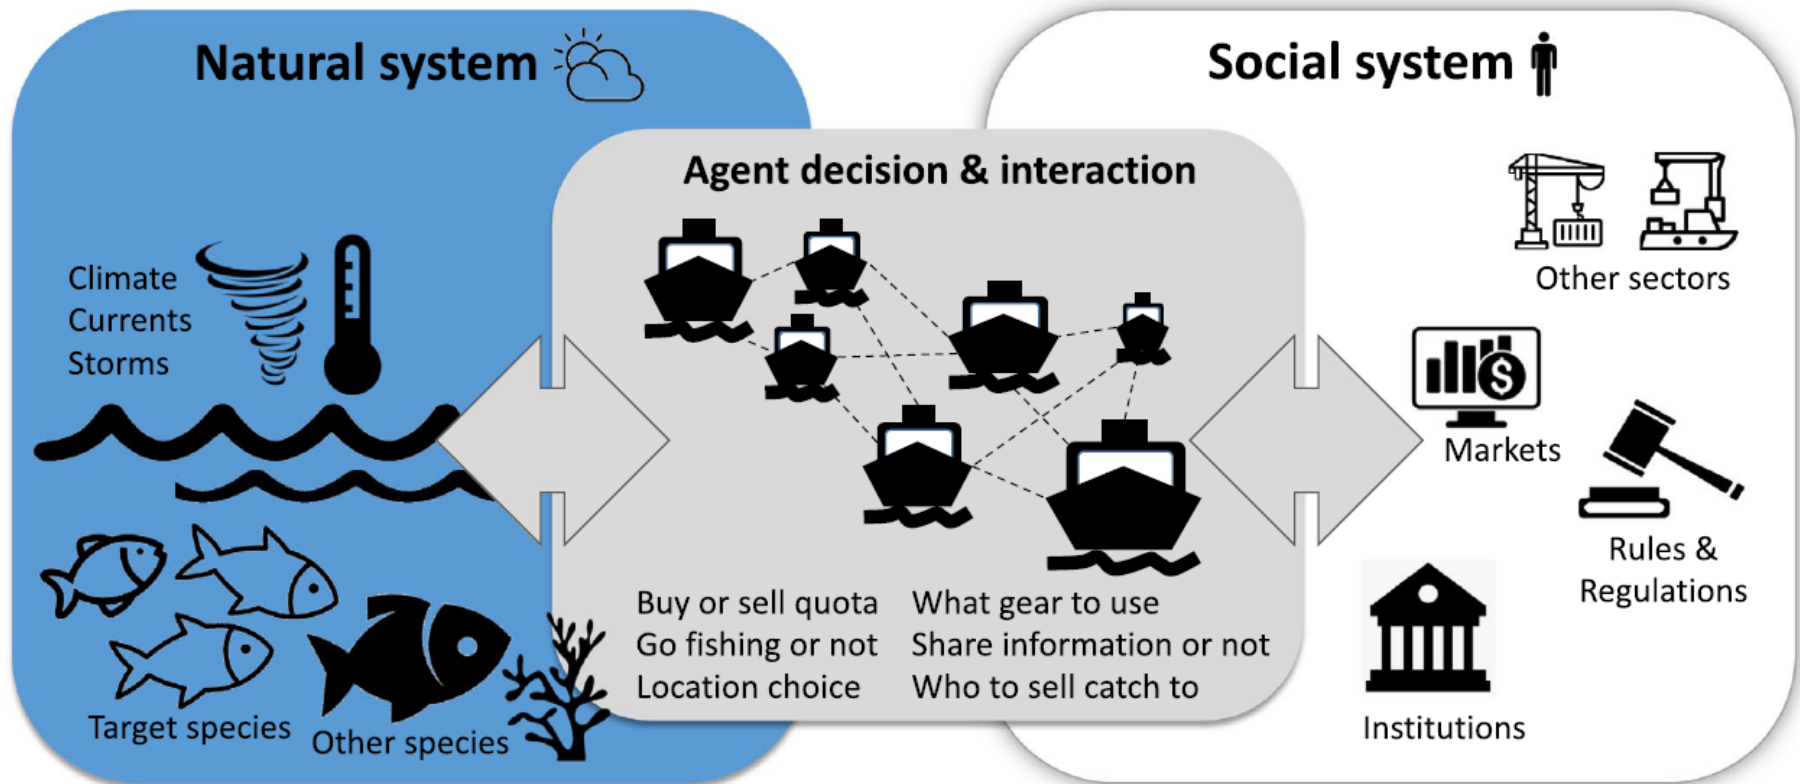 Natural system
Social system
Agent decision & interaction
Climate
Currents
Storms
Other sectors
$
Markets
Rules &
Regulations
Buy or sell quota
Go fishing or not
Location choice
What gear to use
Share information or not
Who to sell catch to
Target species
Other species
Institutions